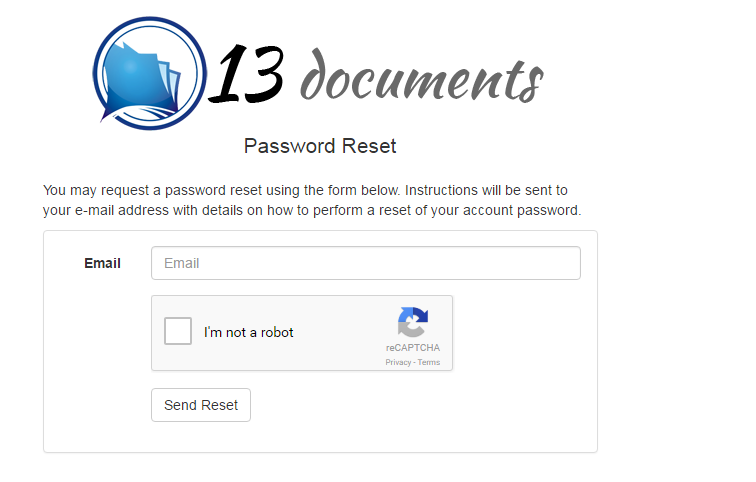 13 documents
Password Reset
You may request a password reset using the form below. Instructions will be sent to
your e-mail address with details on how to perform a reset of your account password.
Email Email
I'm not a robot
reCAPTCHA
Privacy - Terms
Send Reset